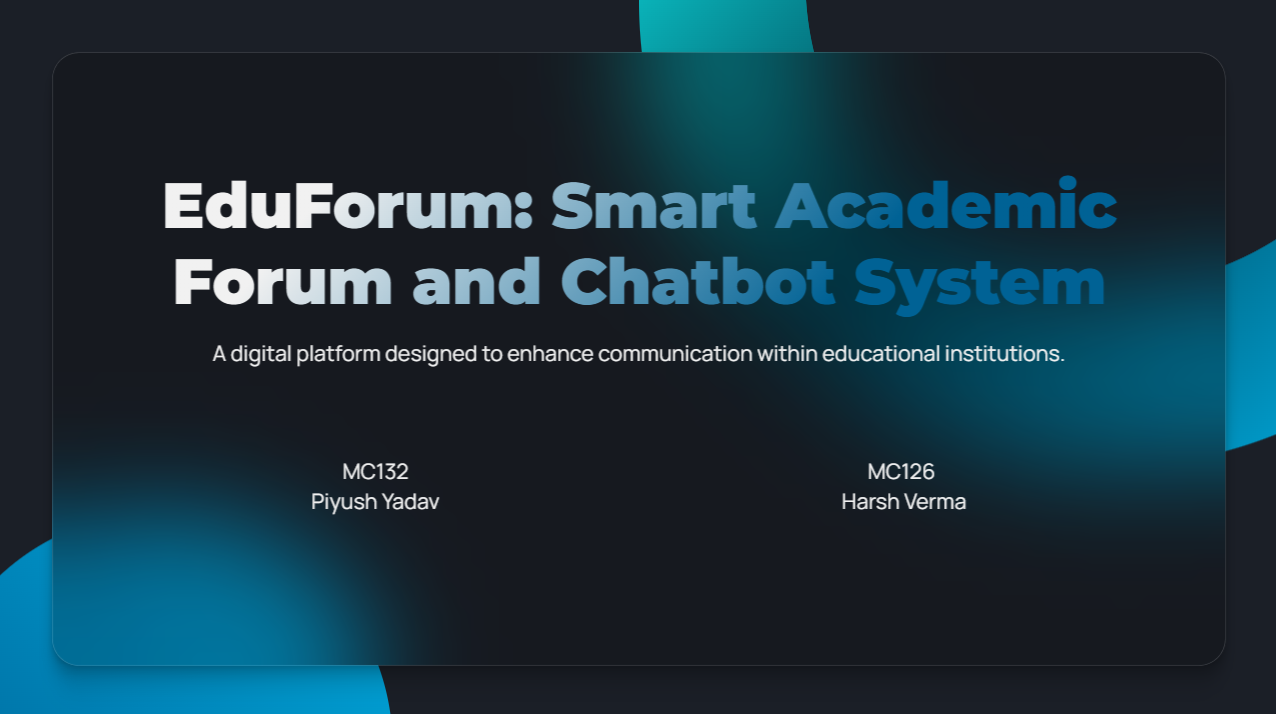 EduForum: Smart Academic
Forum and Chatbot System
A digital platform designed to enhance communication within educational institutions.
MC132
Piyush Yadav
MC126
Harsh Verma